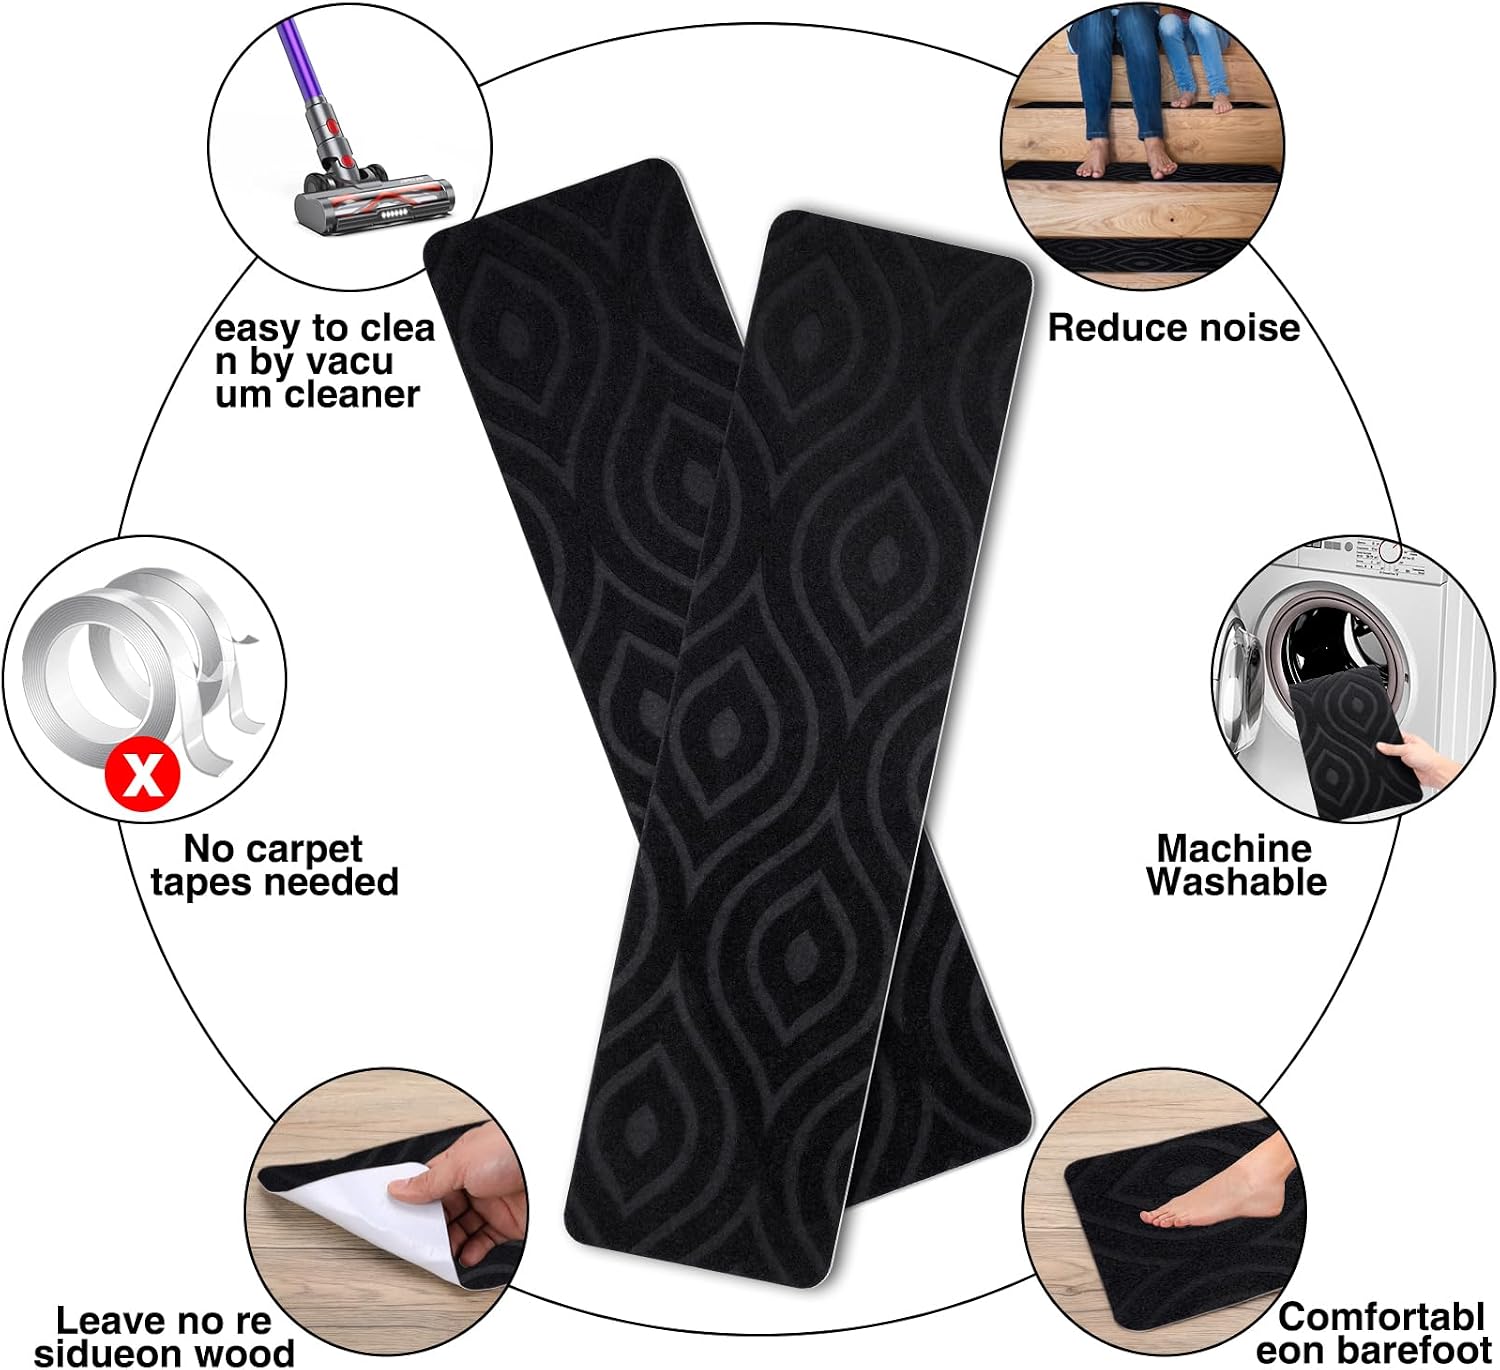 easy to clea
n by vacu
um cleaner
Reduce noise
X
No carpet
tapes needed
Machine
Washable
Leave no re
sidueon wood
Comfortabl
eon barefoot